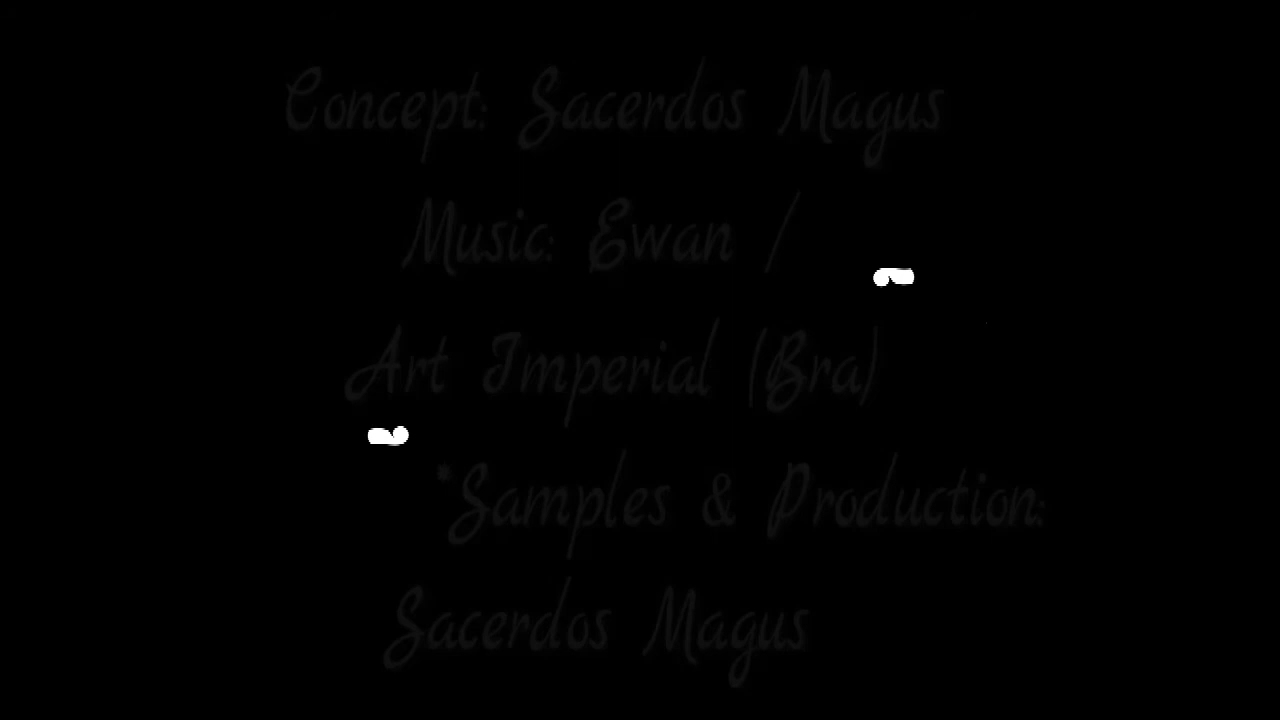 Concept: Sacerdos Magus
Music: Ewan /
Art Imperial (Bra)
*Samples & Production:
Sacerdos Magus